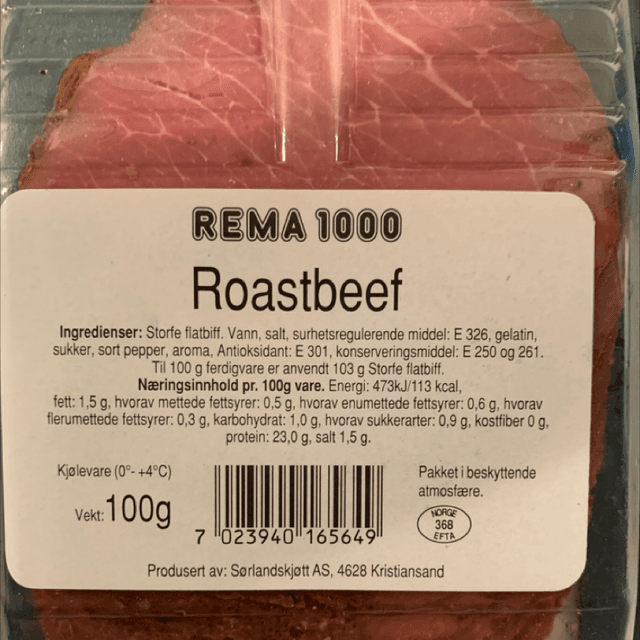 REMA 1000
Roastbeef
Ingredienser: Storfe flatbiff. Vann, salt, surhetsregulerende middel: E 326, gelatin,
sukker, sort pepper, aroma, Antioksidant: E 301, konserveringsmiddel: E 250 og 261.
Til 100 g ferdigvare er anvendt 103 g Storfe flatbiff.
Næringsinnhold pr. 100g vare. Energi: 473kJ/113 kcal,
fett: 1,5 g, hvorav mettede fettsyrer: 0,5 g, hvorav enumettede fettsyrer: 0,6 g, hvorav
flerumettede fettsyrer: 0,3 g, karbohydrat: 1,0 g, hvorav sukkerarter: 0,9 g, kostfiber 0 g,
protein: 23,0 g, salt 1,5 g.
Kjølevare (0°- +4°C)
Vekt: 100g
7 023940 165649
Pakket i beskyttende
atmosfære.
NORGE
368
EFTA
Produsert av: Sørlandskjøtt AS, 4628 Kristiansand